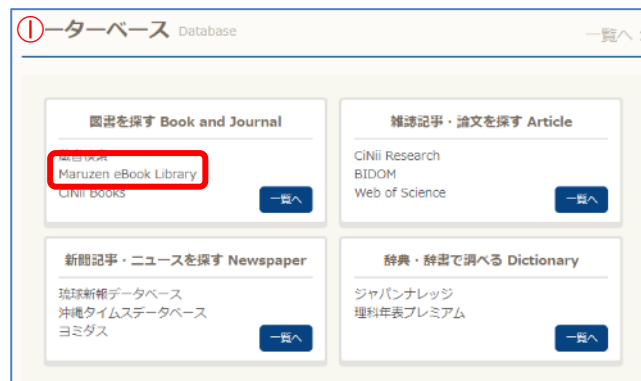 ①ーターベース Database
一覧へ
図書を探す Book and Journal
蔵書検索
Maruzen eBook Library
CiNii Books
一覧へ
雑誌記事・論文を探す Article
CiNii Research
BIDOM
Web of Science
一覧へ
新聞記事・ニュースを探す Newspaper
琉球新報データベース
沖縄タイムスデータベース
ヨミダス
一覧へ
辞典・辞書で調べる Dictionary
ジャパンナレッジ
理科年表プレミアム
一覧へ